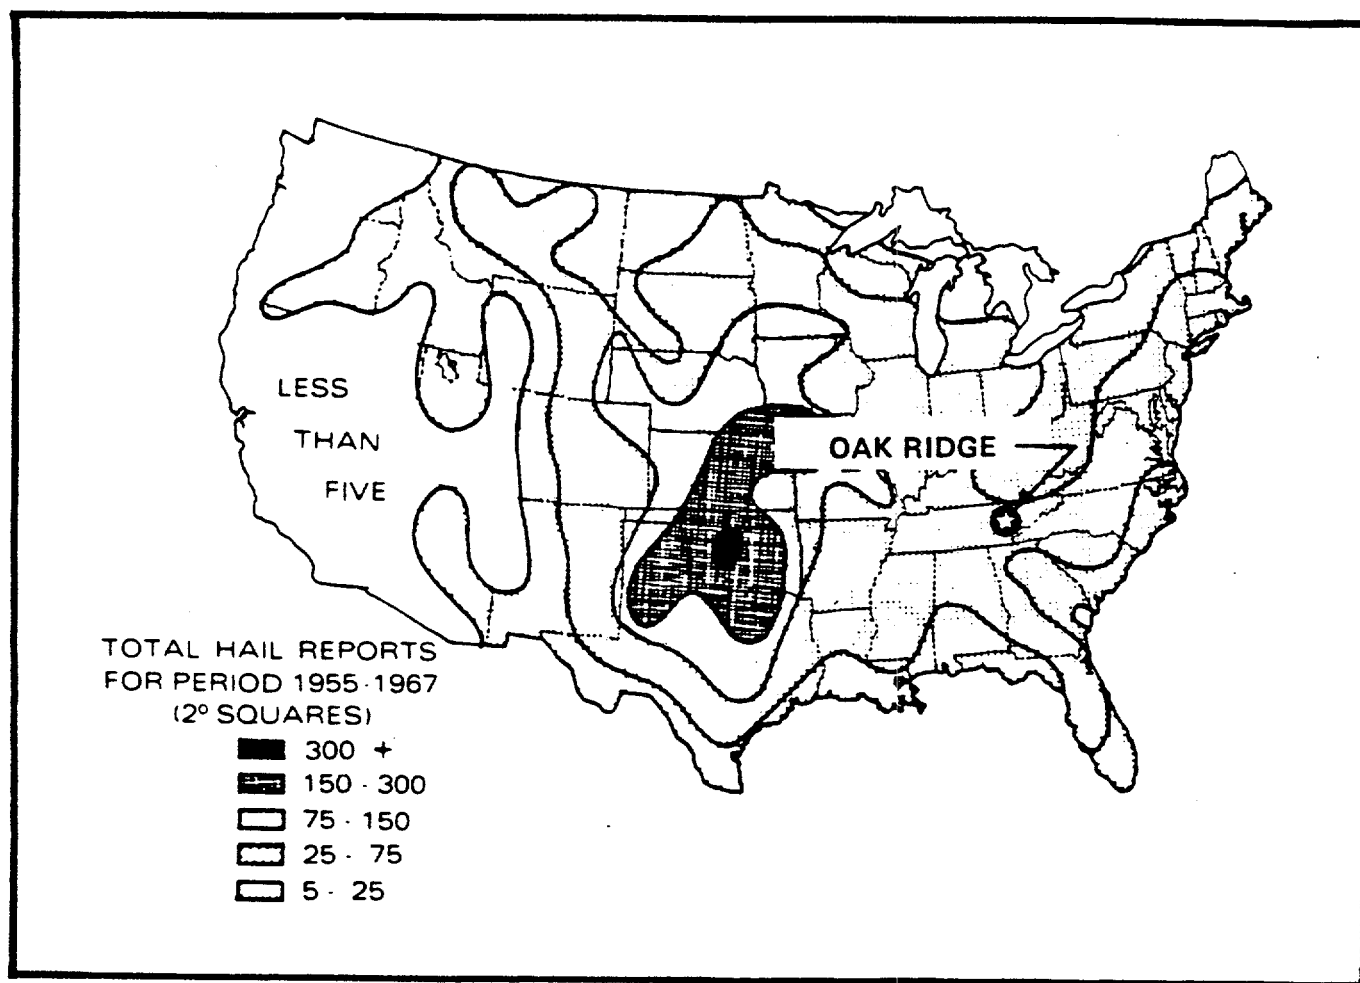 LESS
THAN
FIVE
OAK RIDGE
TOTAL HAIL REPORTS
FOR PERIOD 1955-1967
(2° SQUARES)
300 +
150 - 300
75 - 150
25 - 75
5 - 25